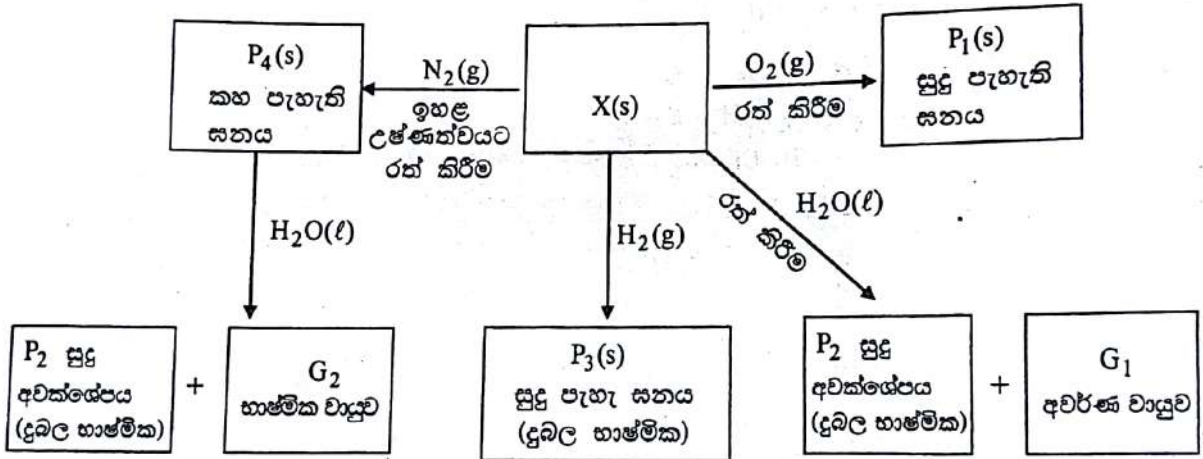 P₄(s)
කහ පැහැති
ඝනය
N₂(g)
ඉහළ
උෂ්ණත්වයට
රත් කිරීම
X(s)
O₂(g)
රත් කිරීම
P₁(s)
සුදු පැහැති
ඝනය
H₂O(ℓ)
H₂(g)
රත් කිරීම
H₂O(ℓ)
P₂ සුදු
අවක්ශේපය
(දුබල භාෂ්මික)
+
G₂
භාෂ්මික වායුව
P₃(s)
සුදු පැහැ ඝනය
(දුබල භාෂ්මික)
P₂ සුදු
අවක්ශේපය
(දුබල භාෂ්මික)
+
G₁
අවර්ණ වායුව